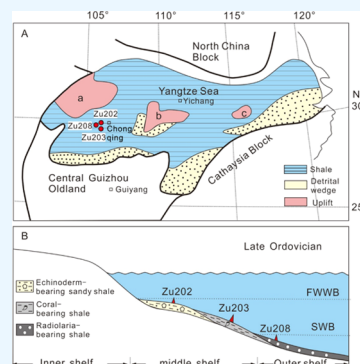 105° 110° 115° 120°
A
North China
Block
a
Yangtze Sea
Yichang
N
30
Zu202
Zu208
b
c
Chong
Zu203 qing
Cathaysia Block
Central Guizhou
Oldland
Guiyang
Shale
Detrital
wedge
Uplift
25
B
Late Ordovician
Echinoderm-
bearing sandy shale
Coral-
bearing shale
Radiolaria-
bearing shale
Zu202
FWWB
Zu203
Zu208
SWB
Inner shelf middle shelf Outer shelf